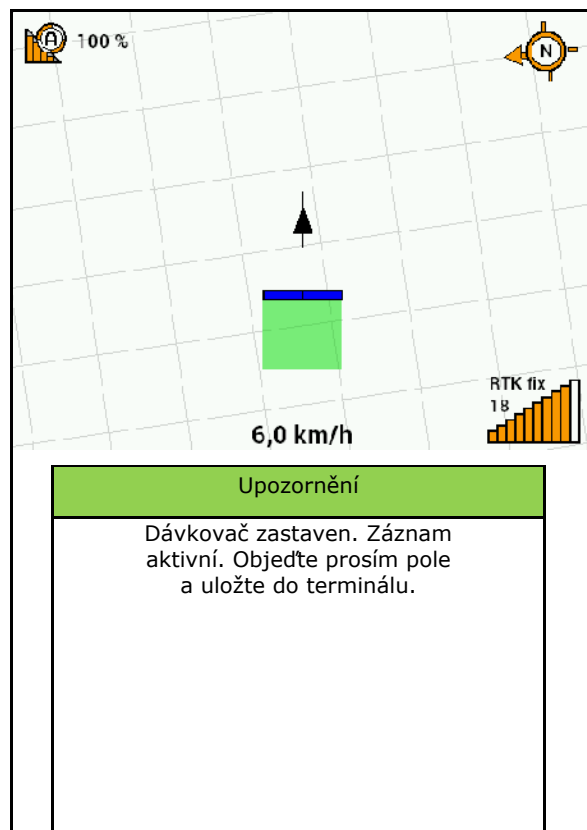 A 100 %
N
RTK fix
18
6,0 km/h
Upozornění
Dávkovač zastaven. Záznam
aktivní. Objeďte prosím pole
a uložte do terminálu.